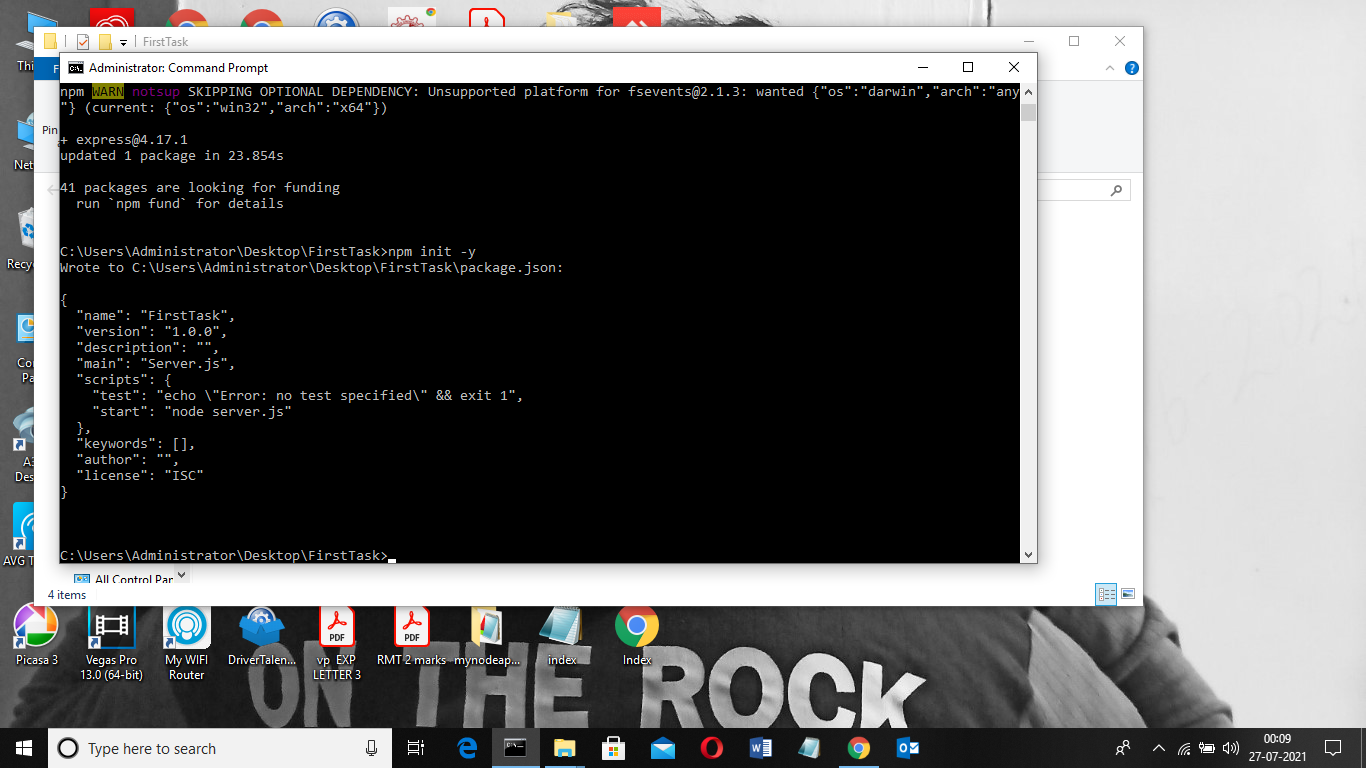 FirstTask
Administrator: Command Prompt
npm WARN notsup SKIPPING OPTIONAL DEPENDENCY: Unsupported platform for fsevents@2.1.3: wanted {"os":"darwin","arch":"any
"} (current: {"os":"win32","arch":"x64"})
+ express@4.17.1
updated 1 package in 23.854s
41 packages are looking for funding
run `npm fund` for details
C:\Users\Administrator\Desktop\FirstTask>npm init -y
Wrote to C:\Users\Administrator\Desktop\FirstTask\package.json:
{
"name": "FirstTask",
"version": "1.0.0",
"description": "",
"main": "Server.js",
"scripts": {
"test": "echo \"Error: no test specified\" && exit 1",
"start": "node server.js"
},
"keywords": [],
"author": "",
"license": "ISC"
}
C:\Users\Administrator\Desktop\FirstTask>
Thi
F
Pin
Net
Recy
Co
Pa
A
Des
AVG T
All Control Par
4 items
Picasa 3
Vegas Pro
13.0 (64-bit)
My WIFI
Router
DriverTalen...
PDF
vp EXP
LETTER 3
PDF
RMT 2 marks
mynodeap...
index
Index
ON THE ROCK
Type here to search
00:09
27-07-2021